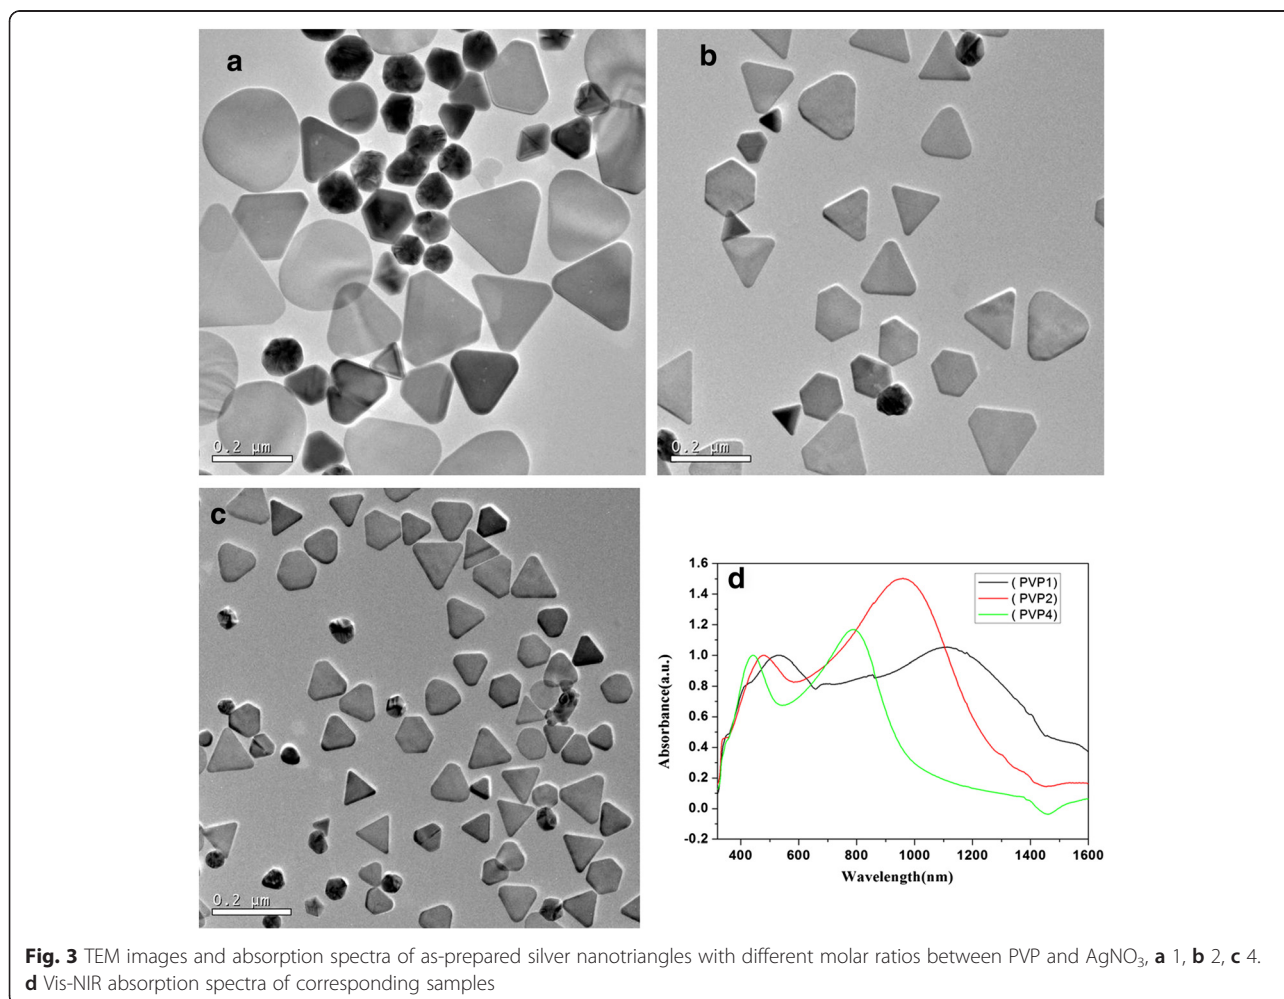 a
b
0.2 µm
0.2 µm
c
0.2 µm
d
( PVP1)
( PVP2)
( PVP4)
1.6
1.4
1.2
1.0
0.8
0.6
0.4
0.2
0.0
-0.2
Absorbance(a.u.)
400 600 800 1000 1200 1400 1600
Wavelength(nm)
Fig. 3 TEM images and absorption spectra of as-prepared silver nanotriangles with different molar ratios between PVP and AgNO₃, a 1, b 2, c 4.
d Vis-NIR absorption spectra of corresponding samples